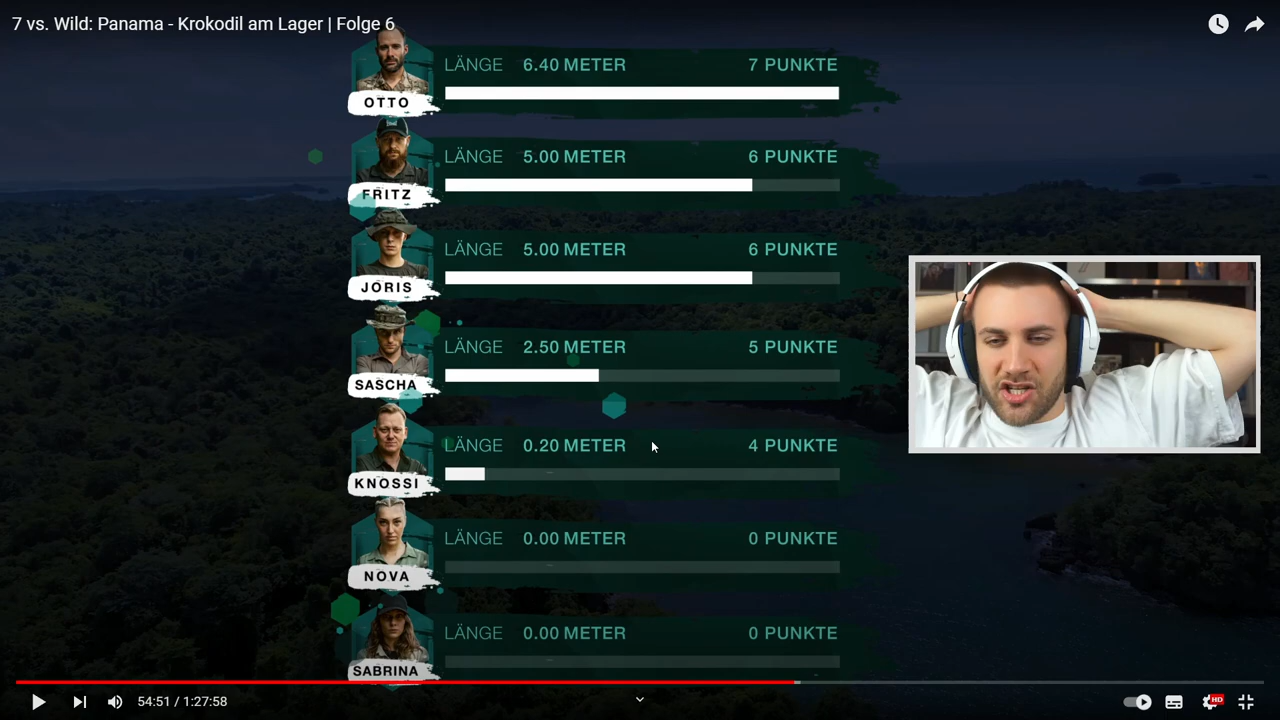 7 vs. Wild: Panama - Krokodil am Lager | Folge 6
LÄNGE 6.40 METER 7 PUNKTE
OTTO
LÄNGE 5.00 METER 6 PUNKTE
FRITZ
LÄNGE 5.00 METER 6 PUNKTE
JORIS
LÄNGE 2.50 METER 5 PUNKTE
SASCHA
LÄNGE 0.20 METER 4 PUNKTE
KNOSSI
LÄNGE 0.00 METER 0 PUNKTE
NOVA
LÄNGE 0.00 METER 0 PUNKTE
SABRINA
54:51 / 1:27:58
HD